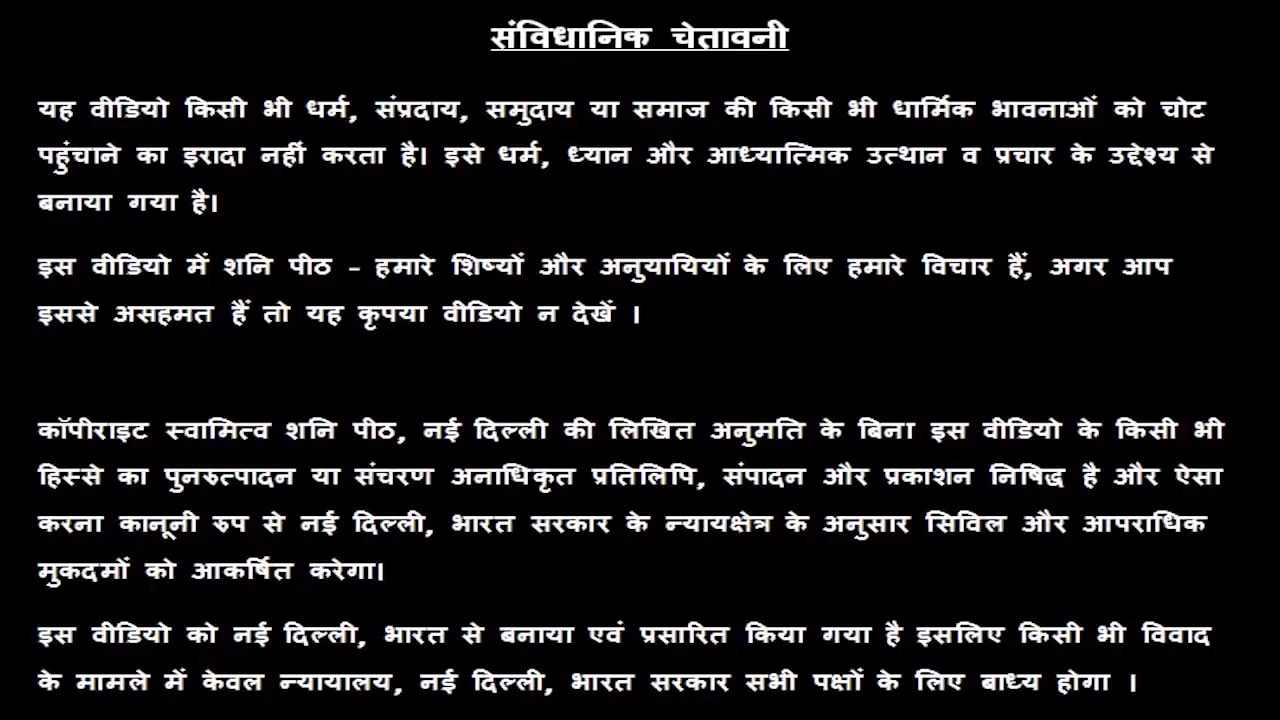 संविधानिक चेतावनी
यह वीडियो किसी भी धर्म, संप्रदाय, समुदाय या समाज की किसी भी धार्मिक भावनाओं को चोट
पहुंचाने का इरादा नहीं करता है। इसे धर्म, ध्यान और आध्यात्मिक उत्थान व प्रचार के उद्देश्य से
बनाया गया है।
इस वीडियो में शनि पीठ – हमारे शिष्यों और अनुयायियों के लिए हमारे विचार हैं, अगर आप
इससे असहमत हैं तो यह कृपया वीडियो न देखें ।
कॉपीराइट स्वामित्व शनि पीठ, नई दिल्ली की लिखित अनुमति के बिना इस वीडियो के किसी भी
हिस्से का पुनरुत्पादन या संचरण अनाधिकृत प्रतिलिपि, संपादन और प्रकाशन निषिद्ध है और ऐसा
करना कानूनी रुप से नई दिल्ली, भारत सरकार के न्यायक्षेत्र के अनुसार सिविल और आपराधिक
मुकदमों को आकर्षित करेगा।
इस वीडियो को नई दिल्ली, भारत से बनाया एवं प्रसारित किया गया है इसलिए किसी भी विवाद
के मामले में केवल न्यायालय, नई दिल्ली, भारत सरकार सभी पक्षों के लिए बाध्य होगा ।